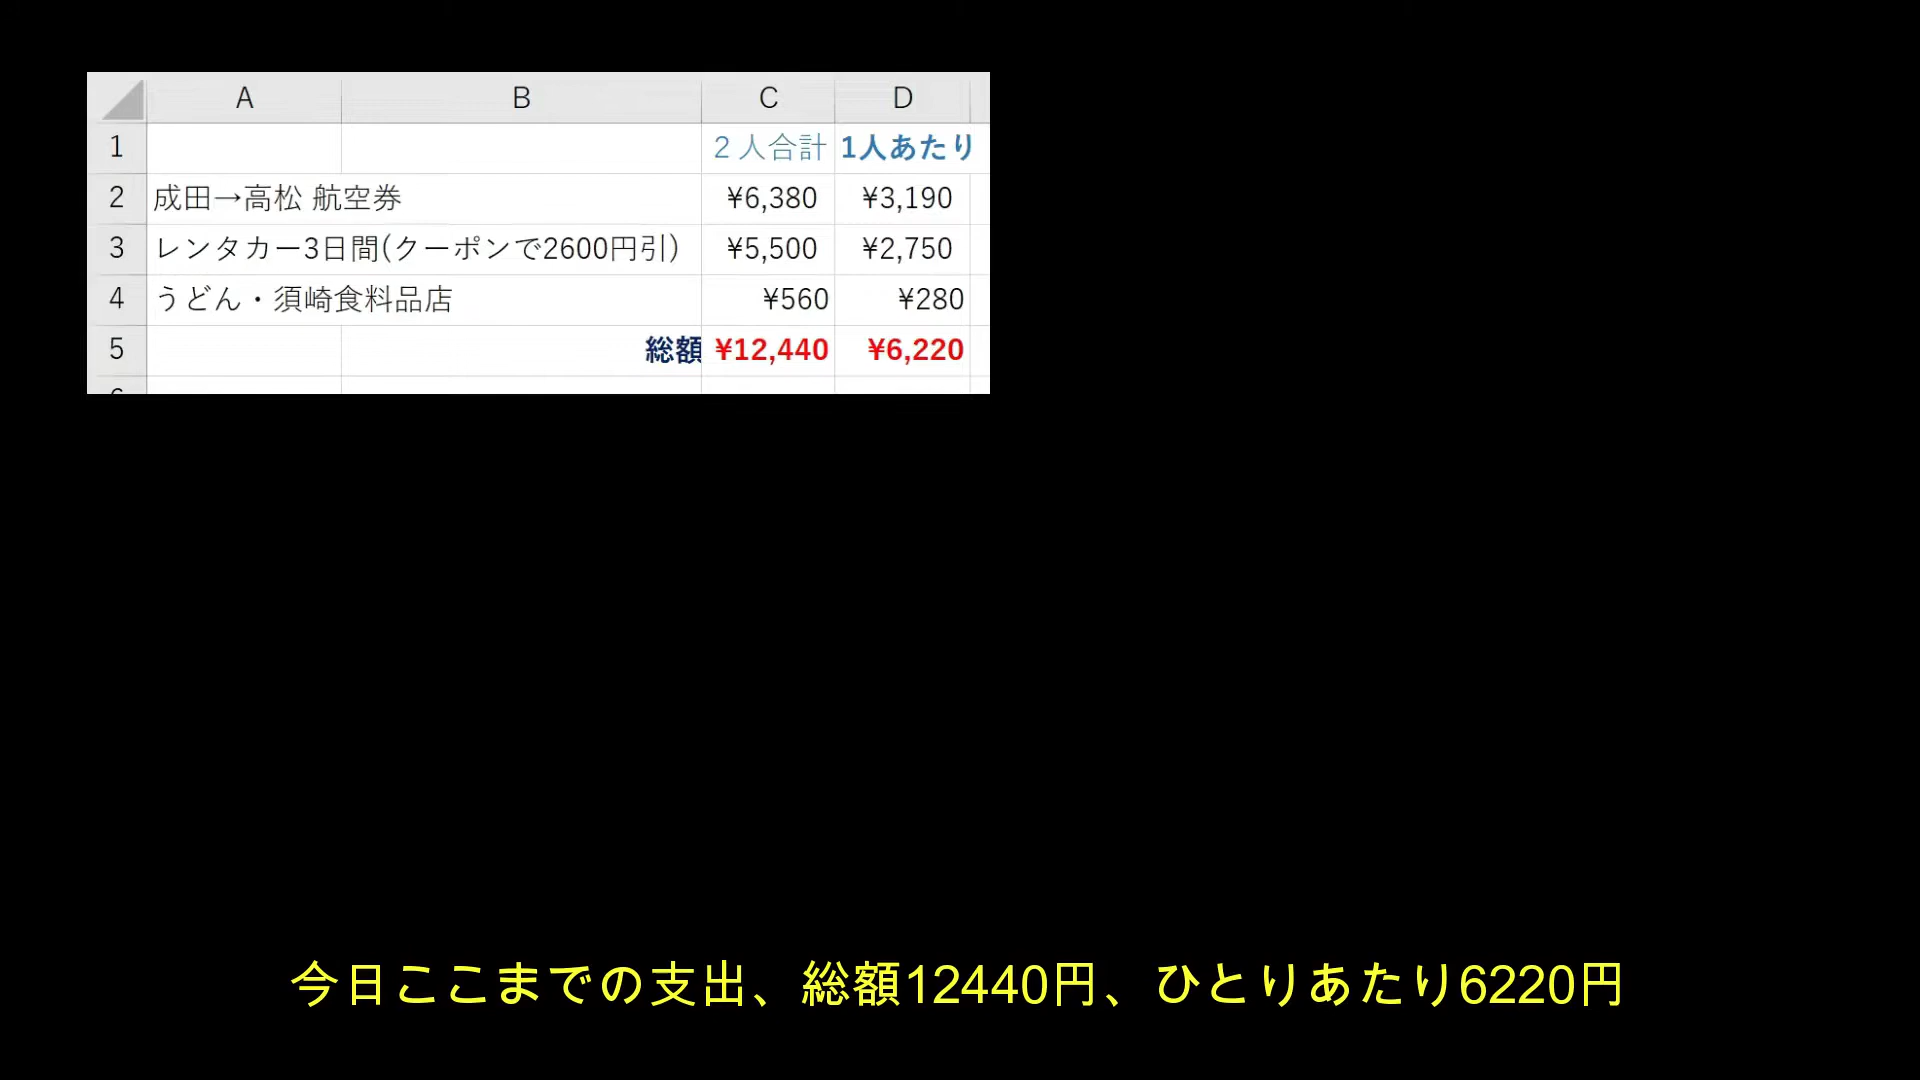 A B C D
1 2人合計 1人あたり
2 成田→高松 航空券 ¥6,380 ¥3,190
3 レンタカー3日間(クーポンで2600円引) ¥5,500 ¥2,750
4 うどん・須崎食料品店 ¥560 ¥280
5 総額 ¥12,440 ¥6,220
今日ここまでの支出、総額12440円、ひとりあたり6220円